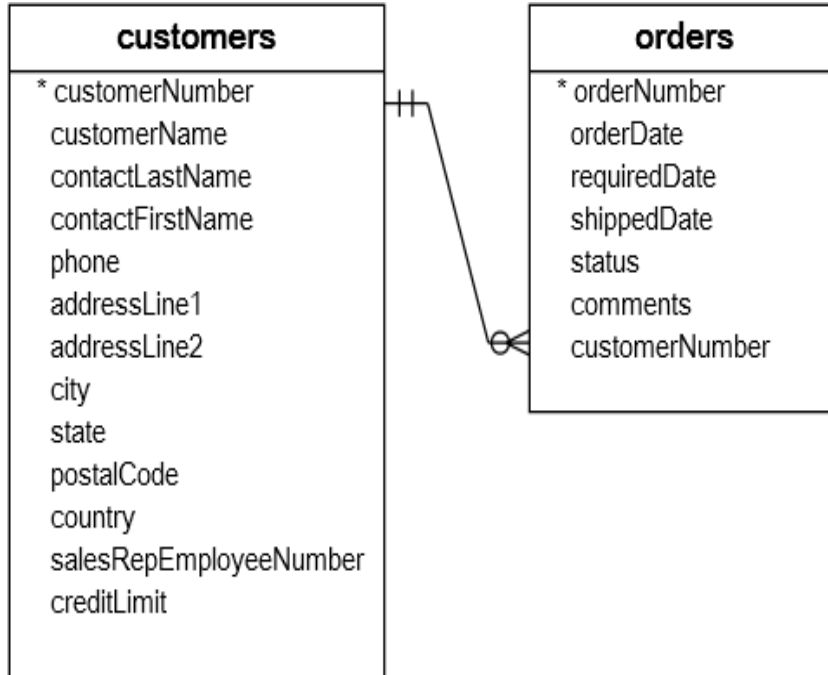 customers
* customerNumber
customerName
contactLastName
contactFirstName
phone
addressLine1
addressLine2
city
state
postalCode
country
salesRepEmployeeNumber
creditLimit
orders
* orderNumber
orderDate
requiredDate
shippedDate
status
comments
customerNumber